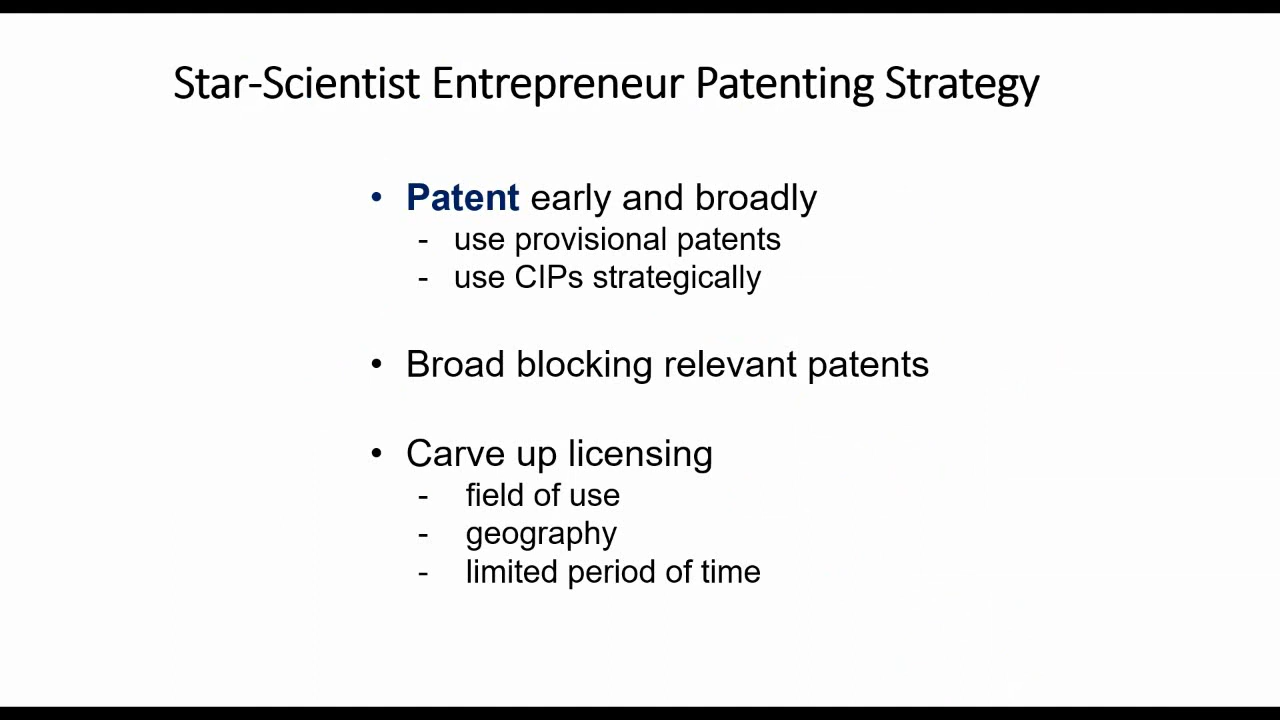 Star-Scientist Entrepreneur Patenting Strategy
• Patent early and broadly
- use provisional patents
- use CIPs strategically
• Broad blocking relevant patents
• Carve up licensing
- field of use
- geography
- limited period of time